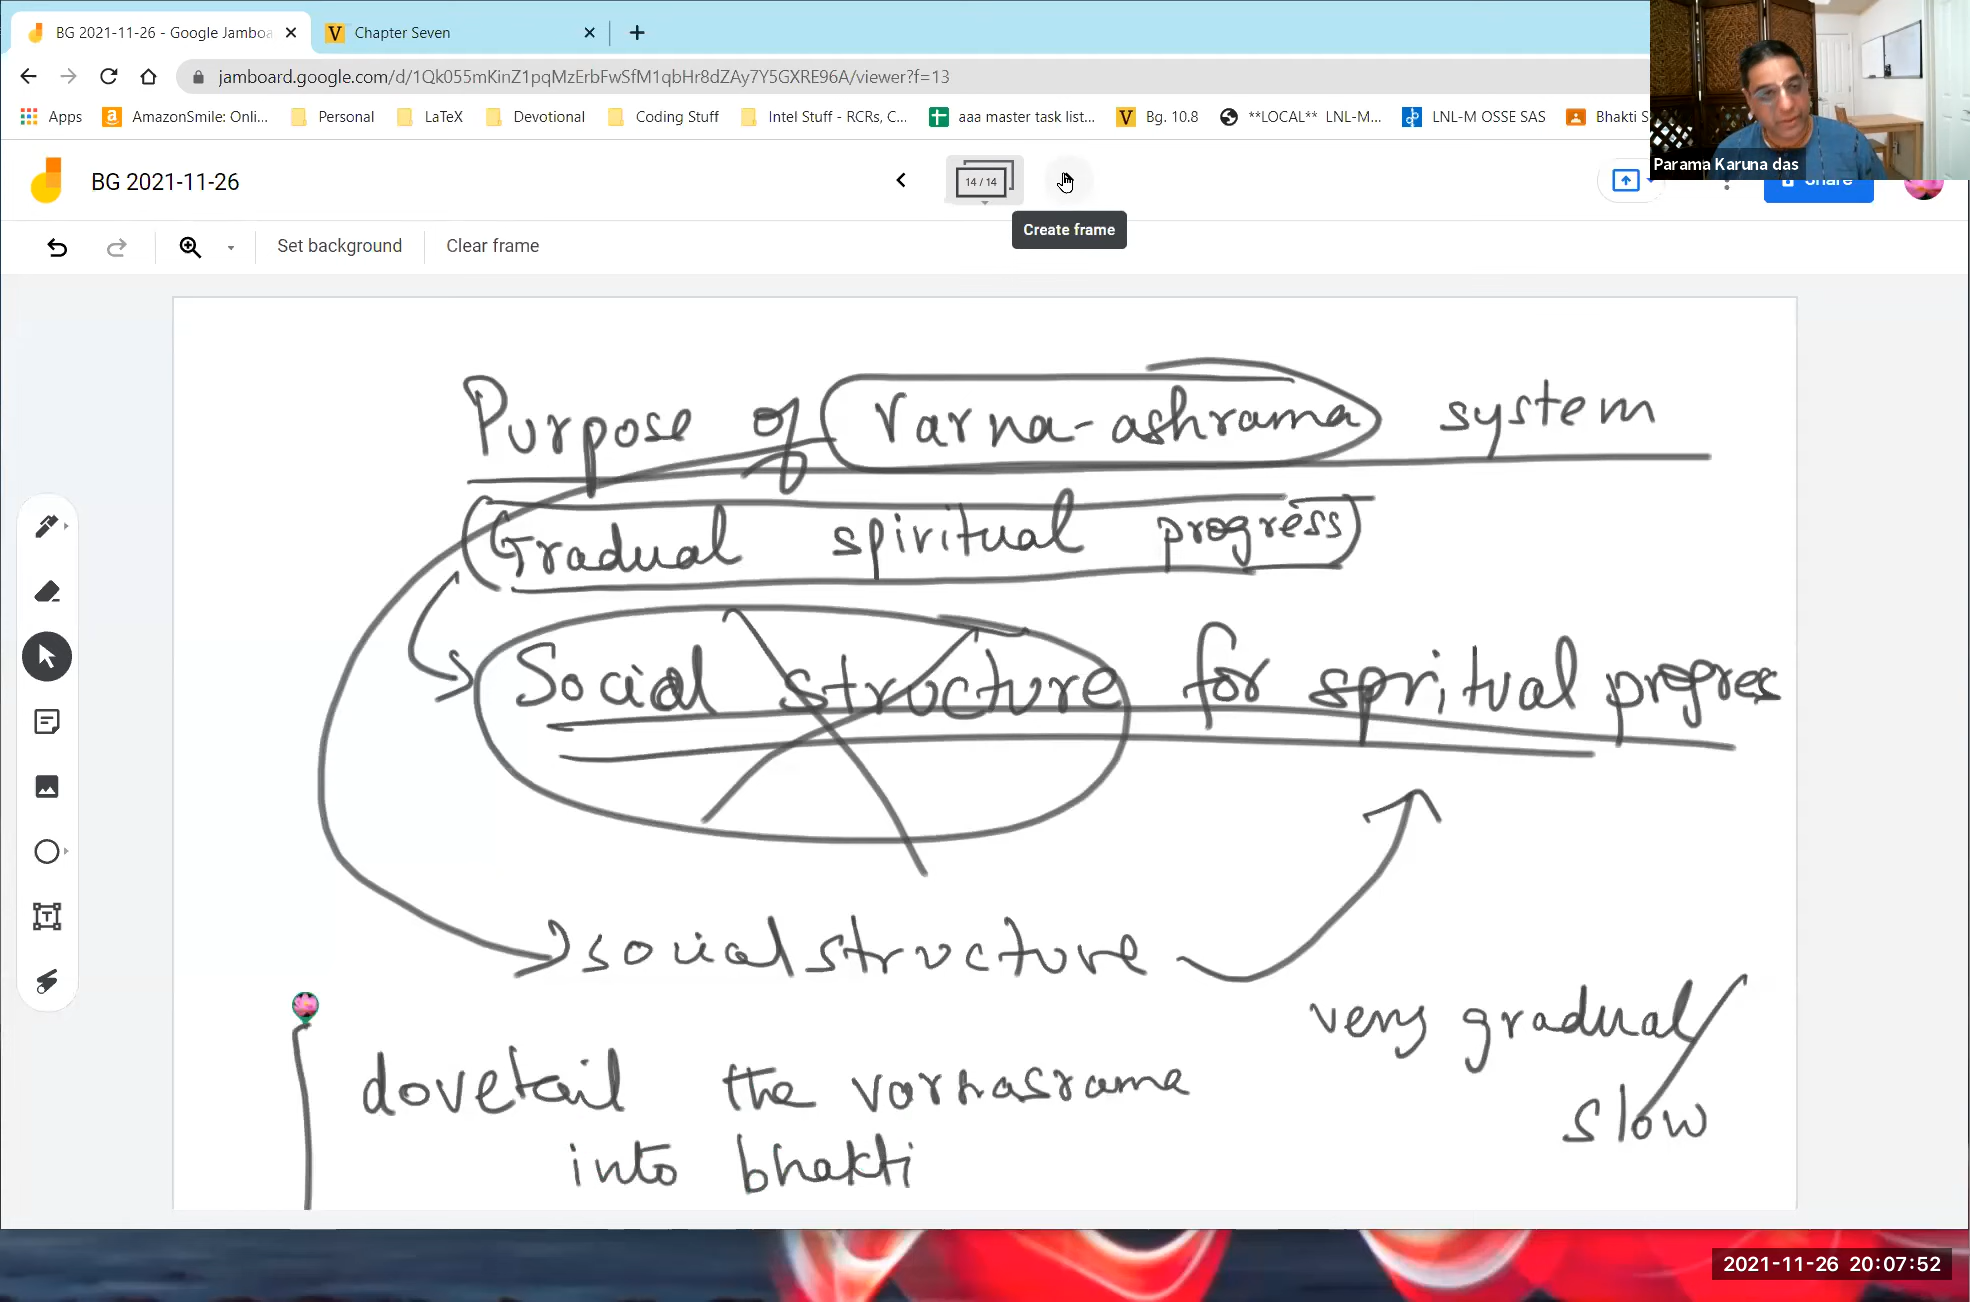 BG 2021-11-26 - Google Jamboa
Chapter Seven
jamboard.google.com/d/1Qk055mKinZ1pqMzErbFwSfM1qbHr8dZAy7Y5GXRE96A/viewer?f=13
Apps AmazonSmile: Onli... Personal LaTeX Devotional Coding Stuff Intel Stuff - RCRs, C... aaa master task list... Bg. 10.8 **LOCAL** LNL-M... LNL-M OSSE SAS Bhakti S
Parama Karuna das
BG 2021-11-26
14 / 14
Share
Create frame
Set background Clear frame
Purpose of Varna-ashrama system
Gradual spiritual progress
Social structure for spritual progres
social structure
very gradual/
slow
dovetail the varnasrama
into bhakti
2021-11-26 20:07:52